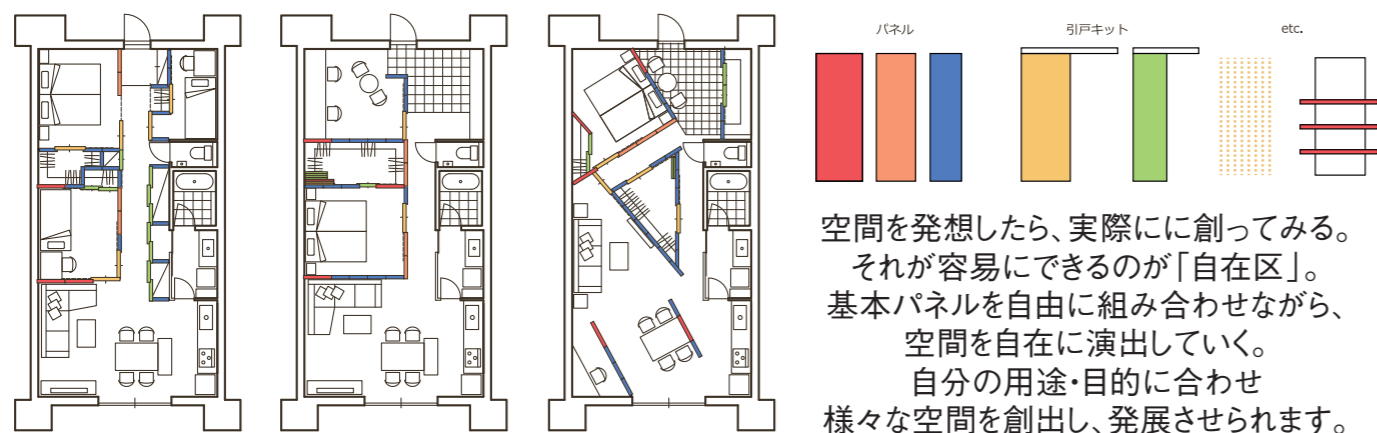 パネル
引戸キット
etc.
空間を発想したら、実際にに創ってみる。
それが容易にできるのが「自在区」。
基本パネルを自由に組み合わせながら、
空間を自在に演出していく。
自分の用途・目的に合わせ
様々な空間を創出し、発展させられます。